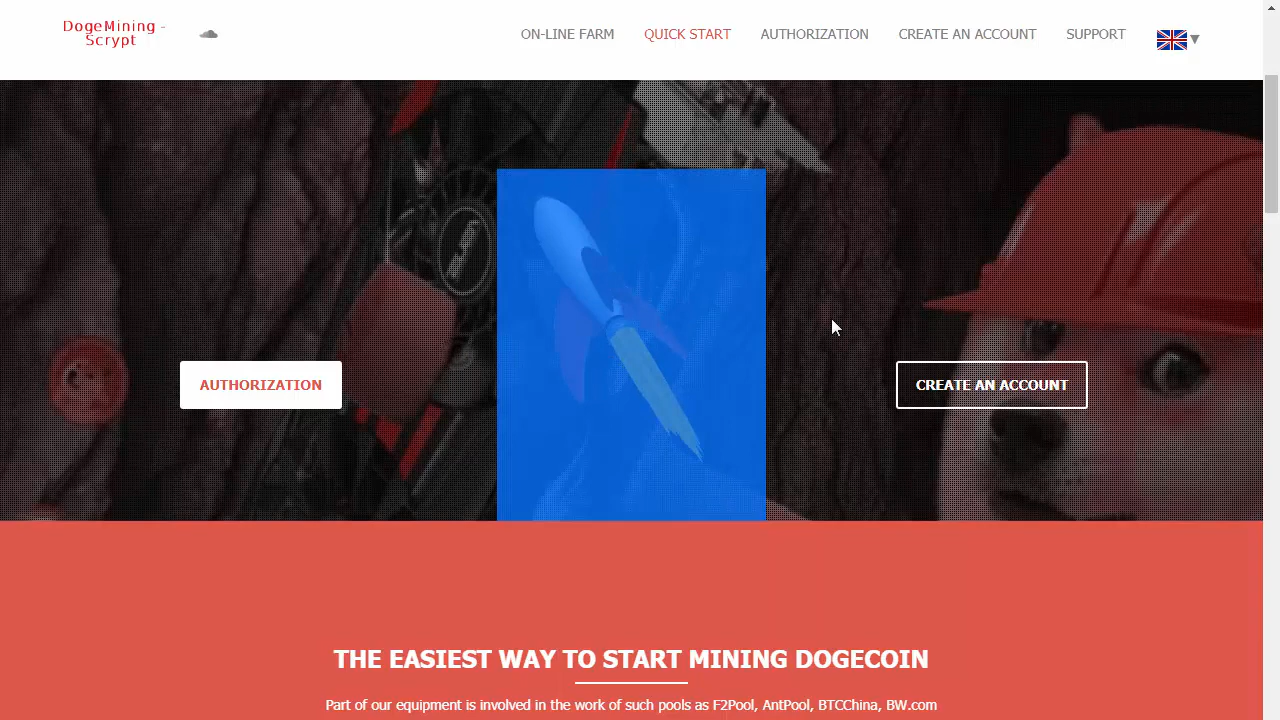 DogeMining -
Scrypt
ON-LINE FARM
QUICK START
AUTHORIZATION
CREATE AN ACCOUNT
SUPPORT
AUTHORIZATION
CREATE AN ACCOUNT
THE EASIEST WAY TO START MINING DOGECOIN
Part of our equipment is involved in the work of such pools as F2Pool, AntPool, BTCChina, BW.com